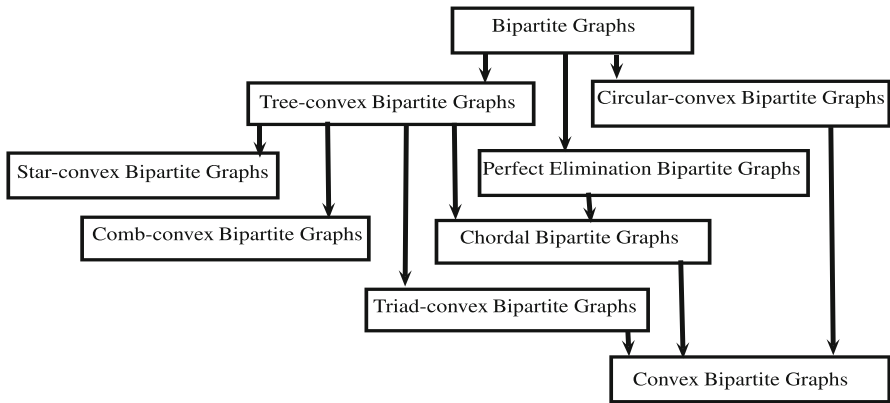 Bipartite Graphs
Tree-convex Bipartite Graphs
Circular-convex Bipartite Graphs
Star-convex Bipartite Graphs
Perfect Elimination Bipartite Graphs
Comb-convex Bipartite Graphs
Chordal Bipartite Graphs
Triad-convex Bipartite Graphs
Convex Bipartite Graphs